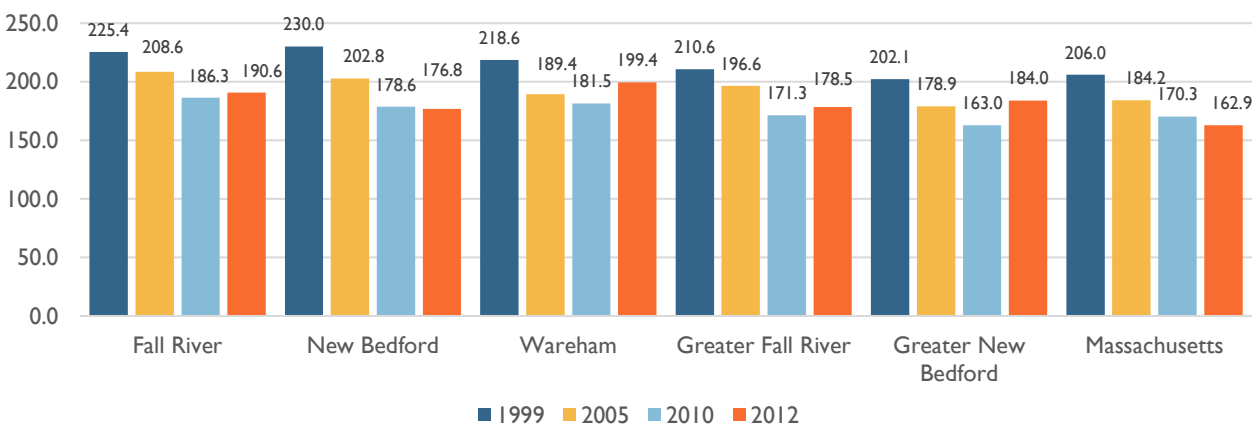 250.0
200.0
150.0
100.0
50.0
0.0
225.4 208.6 186.3 190.6
230.0 202.8 178.6 176.8
218.6 189.4 181.5 199.4
210.6 196.6 171.3 178.5
202.1 178.9 163.0 184.0
206.0 184.2 170.3 162.9
Fall River
New Bedford
Wareham
Greater Fall River
Greater New
Bedford
Massachusetts
1999 2005 2010 2012